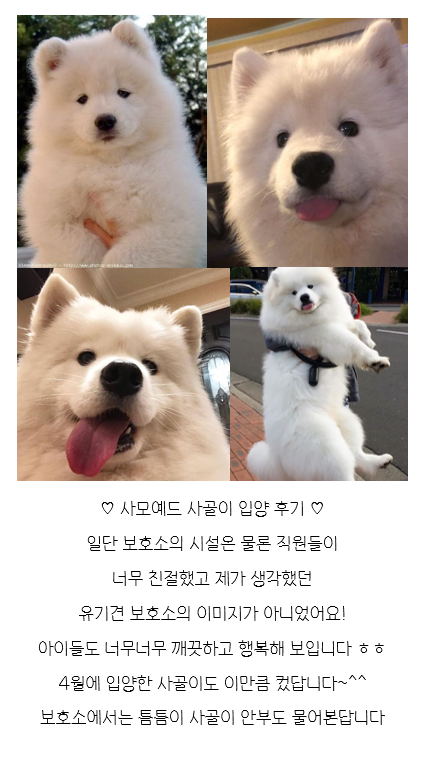 ♡ 사모예드 사골이 입양 후기 ♡
일단 보호소의 시설은 물론 직원들이
너무 친절했고 제가 생각했던
유기견 보호소의 이미지가 아니었어요!
아이들도 너무너무 깨끗하고 행복해 보입니다 ㅎㅎ
4월에 입양한 사골이도 이만큼 컸답니다~^^
보호소에서는 틈틈이 사골이 안부도 물어본답니다